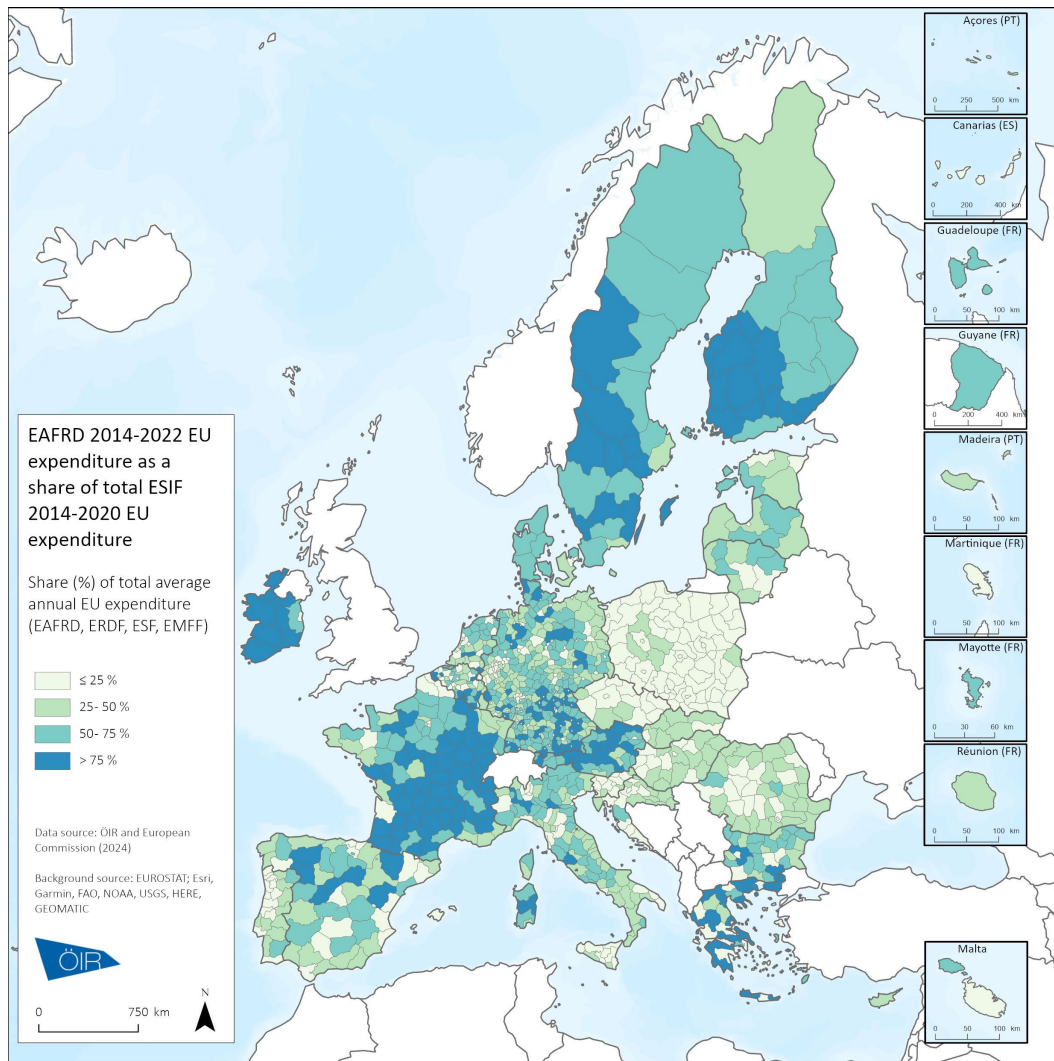 EAFRD 2014-2022 EU
expenditure as a
share of total ESIF
2014-2020 EU
expenditure
Share (%) of total average
annual EU expenditure
(EAFRD, ERDF, ESF, EMFF)
≤ 25 %
25- 50 %
50- 75 %
> 75 %
Data source: ÖIR and European
Commission (2024)
Background source: EUROSTAT; Esri,
Garmin, FAO, NOAA, USGS, HERE,
GEOMATIC
ÖIR
N
0 750 km
Açores (PT)
0 250 500 km
Canarias (ES)
0 200 400 km
Guadeloupe (FR)
0 50 100 km
Guyane (FR)
0 200 400 km
Madeira (PT)
0 50 100 km
Martinique (FR)
0 50 100 km
Mayotte (FR)
0 30 60 km
Réunion (FR)
0 50 100 km
Malta
0 50 100 km